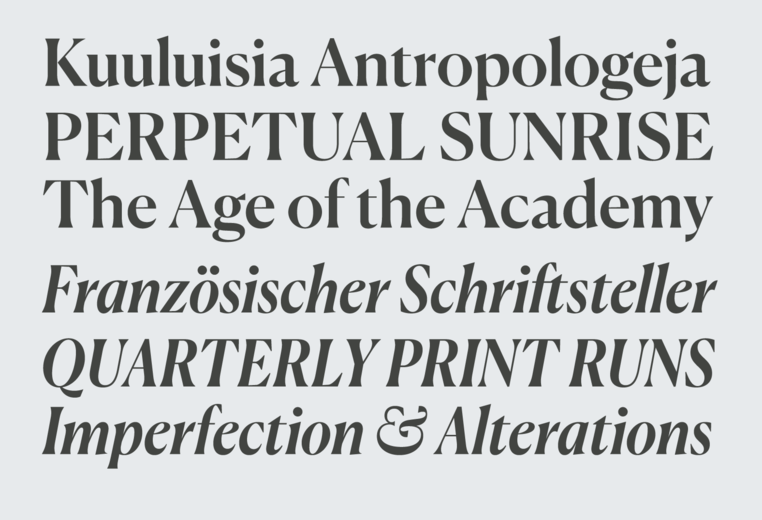 Kuuluisia Antropologeja
PERPETUAL SUNRISE
The Age of the Academy
Französischer Schriftsteller
QUARTERLY PRINT RUNS
Imperfection & Alterations